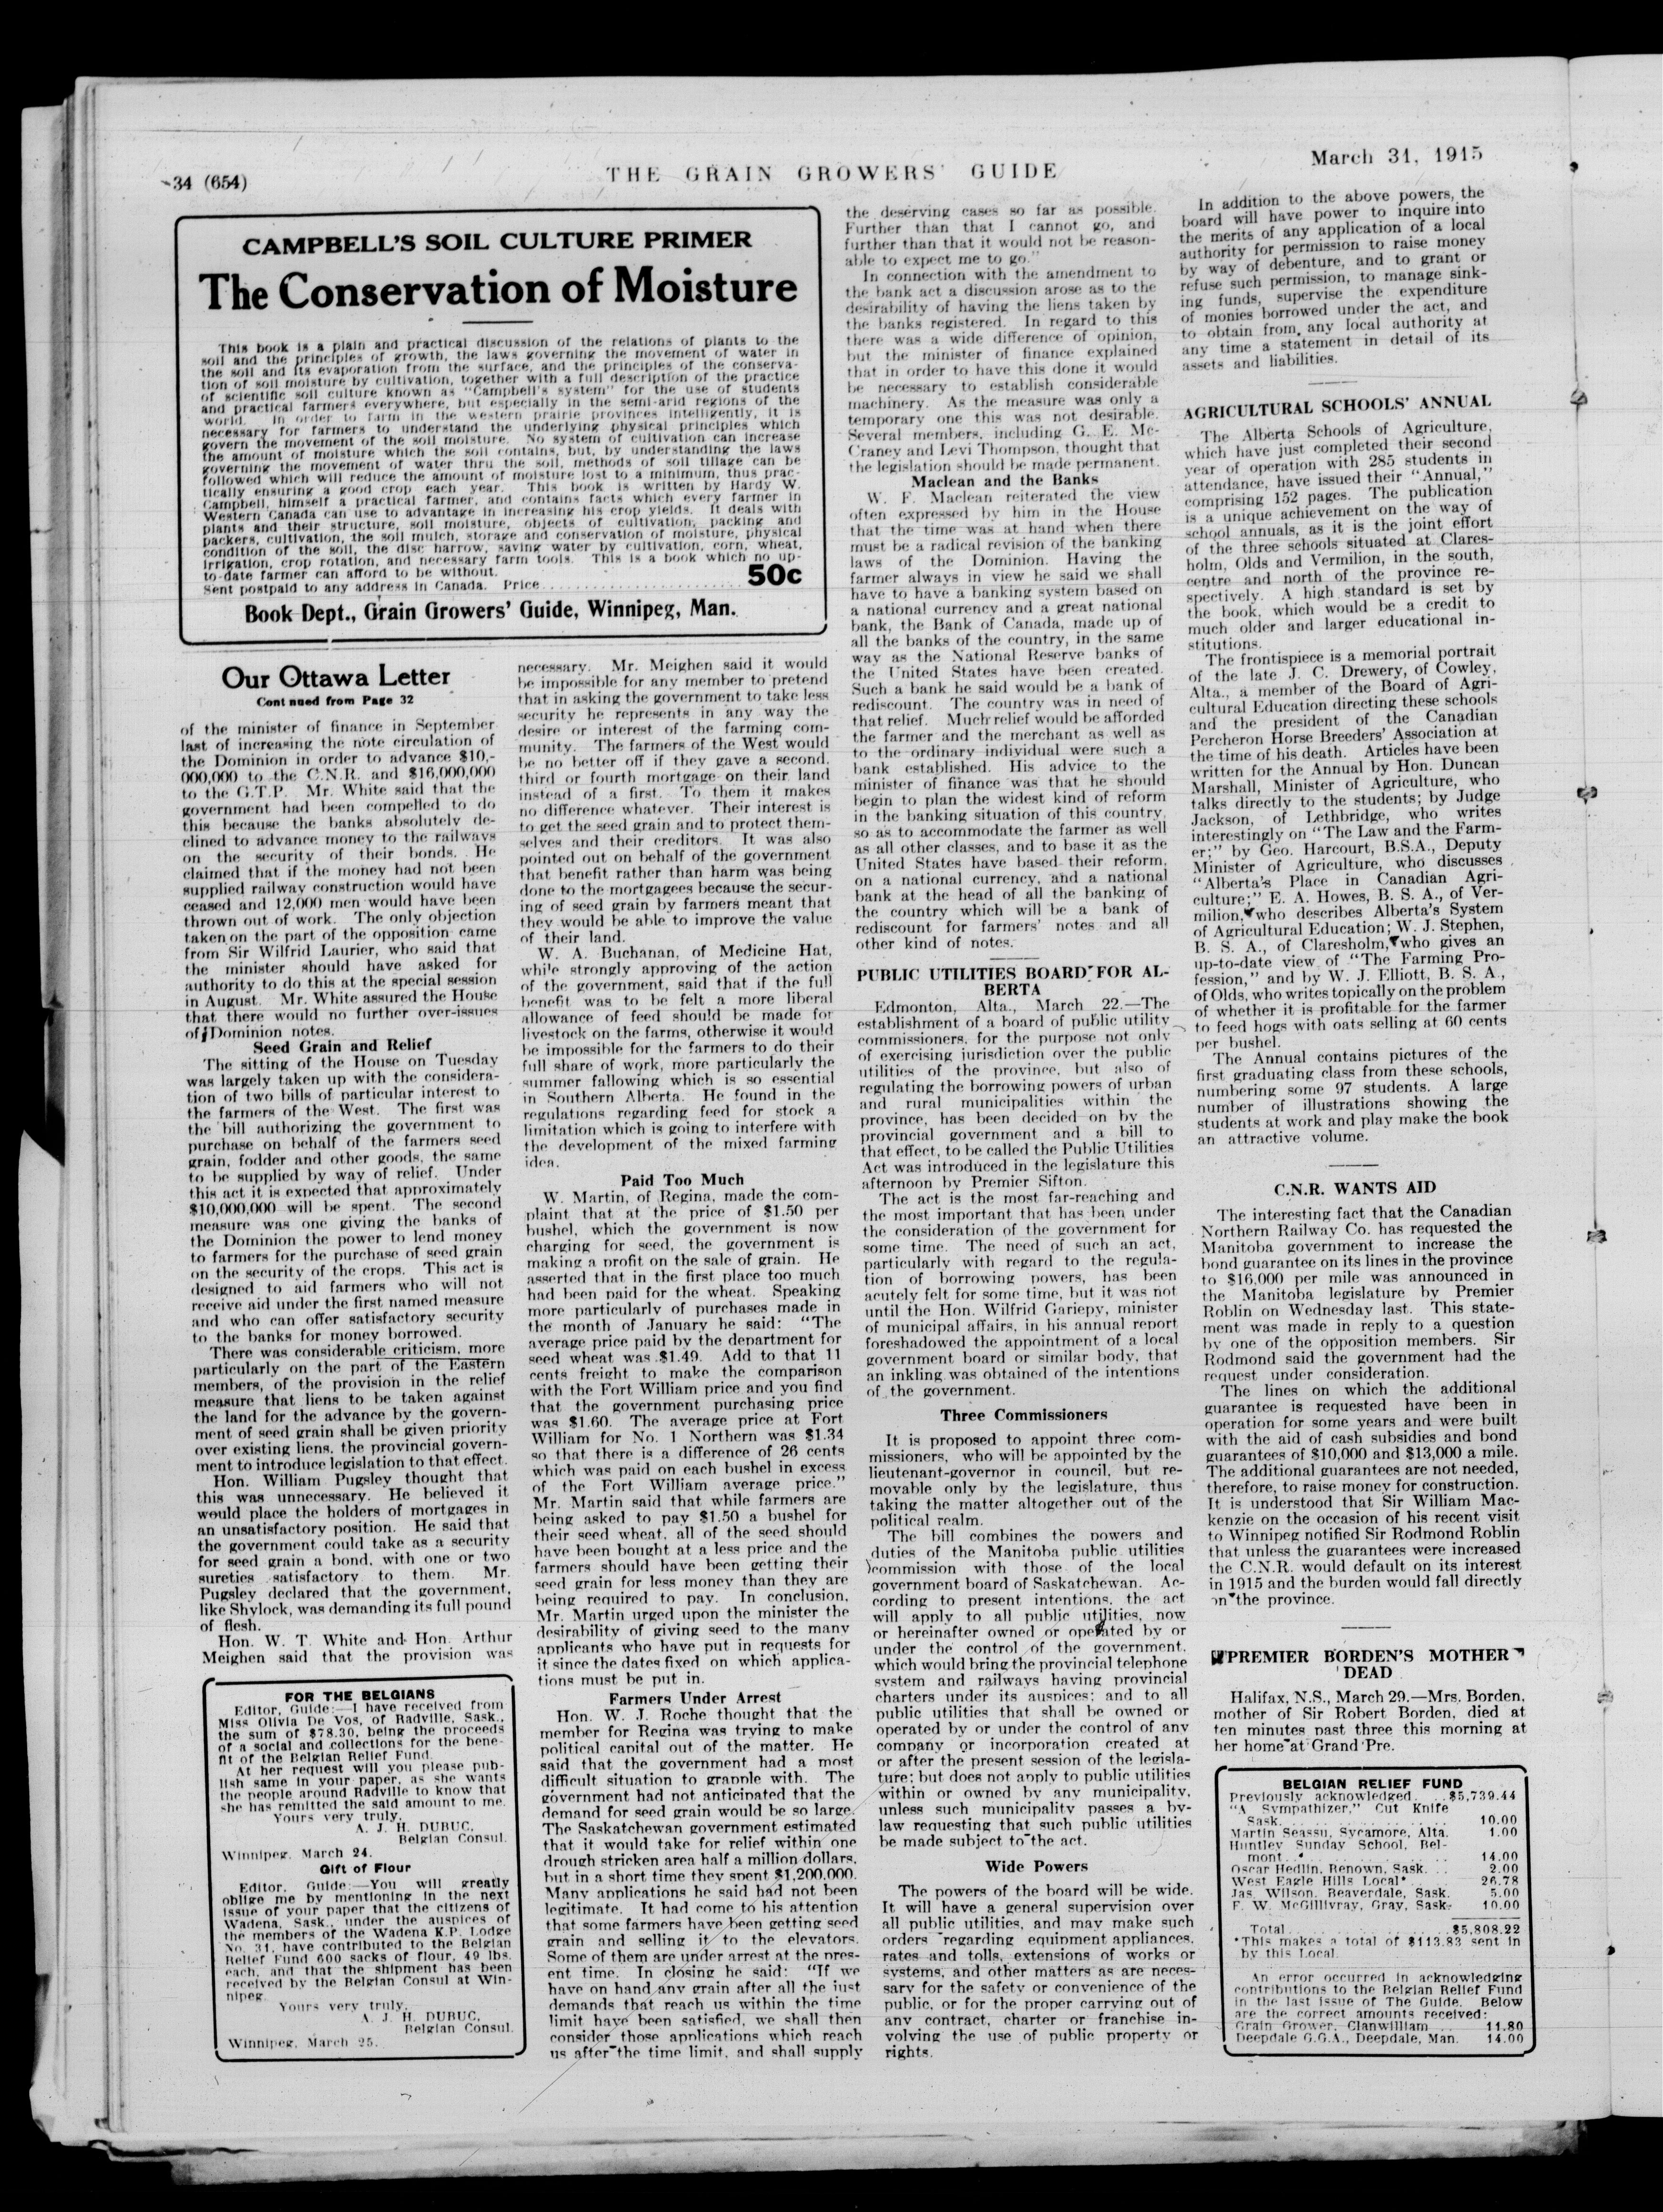 34 (654)
THE GRAIN GROWERS' GUIDE
March 31, 1915
CAMPBELL'S SOIL CULTURE PRIMER
The Conservation of Moisture
This book is a plain and practical discussion of the relations of plants to the
soil and the principles of growth, the laws governing the movement of water in
the soil and its evaporation from the surface, and the principles of the conserva-
tion of soil moisture by cultivation, together with a full description of the practice
of scientific soil culture known as "Campbell's system" for the use of students
and practical farmers everywhere, but especially in the semi-arid regions of the
world. In order to farm in the western prairie provinces intelligently, it is
necessary for farmers to understand the underlying physical principles which
govern the movement of the soil moisture. No system of cultivation can increase
the amount of moisture which the soil contains, but, by understanding the laws
governing the movement of water thru the soil, methods of soil tillage can be
followed which will reduce the amount of moisture lost to a minimum, thus prac-
tically ensuring a good crop each year. This book is written by Hardy W.
Campbell, himself a practical farmer, and contains facts which every farmer in
Western Canada can use to advantage in increasing his crop yields. It deals with
plants and their structure, soil moisture, objects of cultivation, packing and
packers, cultivation, the soil mulch, storage and conservation of moisture, physical
condition of the soil, the disc harrow, saving water by cultivation, corn, wheat,
irrigation, crop rotation, and necessary farm tools. This is a book which no up-
to-date farmer can afford to be without.
Sent postpaid to any address in Canada. Price.............................. 50c
Book Dept., Grain Growers' Guide, Winnipeg, Man.
Our Ottawa Letter
Continued from Page 32
of the minister of finance in September
last of increasing the note circulation of
the Dominion in order to advance $10,-
000,000 to the C.N.R. and $16,000,000
to the G.T.P. Mr. White said that the
government had been compelled to do
this because the banks absolutely de-
clined to advance money to the railways
on the security of their bonds. He
claimed that if the money had not been
supplied railway construction would have
ceased and 12,000 men would have been
thrown out of work. The only objection
taken on the part of the opposition came
from Sir Wilfrid Laurier, who said that
the minister should have asked for
authority to do this at the special session
in August. Mr. White assured the House
that there would no further over-issues
of Dominion notes.
Seed Grain and Relief
The sitting of the House on Tuesday
was largely taken up with the considera-
tion of two bills of particular interest to
the farmers of the West. The first was
the bill authorizing the government to
purchase on behalf of the farmers seed
grain, fodder and other goods, the same
to be supplied by way of relief. Under
this act it is expected that approximately
$10,000,000 will be spent. The second
measure was one giving the banks of
the Dominion the power to lend money
to farmers for the purchase of seed grain
on the security of the crops. This act is
designed to aid farmers who will not
receive aid under the first named measure
and who can offer satisfactory security
to the banks for money borrowed.
There was considerable criticism, more
particularly on the part of the Eastern
members, of the provision in the relief
measure that liens to be taken against
the land for the advance by the govern-
ment of seed grain shall be given priority
over existing liens, the provincial govern-
ment to introduce legislation to that effect.
Hon. William Pugsley thought that
this was unnecessary. He believed it
would place the holders of mortgages in
an unsatisfactory position. He said that
the government could take as a security
for seed grain a bond, with one or two
sureties satisfactory to them. Mr.
Pugsley declared that the government,
like Shylock, was demanding its full pound
of flesh.
Hon. W. T. White and Hon. Arthur
Meighen said that the provision was
FOR THE BELGIANS
Editor, Guide:—I have received from
Miss Olivia De Vos, of Radville, Sask.,
the sum of $78.30, being the proceeds
of a social and collections for the bene-
fit of the Belgian Relief Fund.
At her request will you please pub-
lish same in your paper, as she wants
the people around Radville to know that
she has remitted the said amount to me.
Yours very truly,
A. J. H. DUBUC,
Belgian Consul.
Winnipeg, March 24.
Gift of Flour
Editor, Guide:—You will greatly
oblige me by mentioning in the next
issue of your paper that the citizens of
Wadena, Sask., under the auspices of
the members of the Wadena K.P. Lodge
No. 31, have contributed to the Belgian
Relief Fund 600 sacks of flour, 49 lbs.
each, and that the shipment has been
received by the Belgian Consul at Win-
nipeg.
Yours very truly,
A. J. H. DUBUC,
Belgian Consul.
Winnipeg, March 25.
necessary. Mr. Meighen said it would
be impossible for any member to pretend
that in asking the government to take less
security he represents in any way the
desire or interest of the farming com-
munity. The farmers of the West would
be no better off if they gave a second,
third or fourth mortgage on their land
instead of a first. To them it makes
no difference whatever. Their interest is
to get the seed grain and to protect them-
selves and their creditors. It was also
pointed out on behalf of the government
that benefit rather than harm was being
done to the mortgagees because the secur-
ing of seed grain by farmers meant that
they would be able to improve the value
of their land.
W. A. Buchanan, of Medicine Hat,
while strongly approving of the action
of the government, said that if the full
benefit was to be felt a more liberal
allowance of feed should be made for
livestock on the farms, otherwise it would
be impossible for the farmers to do their
full share of work, more particularly the
summer fallowing which is so essential
in Southern Alberta. He found in the
regulations regarding feed for stock a
limitation which is going to interfere with
the development of the mixed farming
idea.
Paid Too Much
W. Martin, of Regina, made the com-
plaint that at the price of $1.50 per
bushel, which the government is now
charging for seed, the government is
making a profit on the sale of grain. He
asserted that in the first place too much
had been paid for the wheat. Speaking
more particularly of purchases made in
the month of January he said: "The
average price paid by the department for
seed wheat was $1.49. Add to that 11
cents freight to make the comparison
with the Fort William price and you find
that the government purchasing price
was $1.60. The average price at Fort
William for No. 1 Northern was $1.34
so that there is a difference of 26 cents
which was paid on each bushel in excess
of the Fort William average price."
Mr. Martin said that while farmers are
being asked to pay $1.50 a bushel for
their seed wheat, all of the seed should
have been bought at a less price and the
farmers should have been getting their
seed grain for less money than they are
being required to pay. In conclusion,
Mr. Martin urged upon the minister the
desirability of giving seed to the many
applicants who have put in requests for
it since the dates fixed on which applica-
tions must be put in.
Farmers Under Arrest
Hon. W. J. Roche thought that the
member for Regina was trying to make
political capital out of the matter. He
said that the government had a most
difficult situation to grapple with. The
government had not anticipated that the
demand for seed grain would be so large.
The Saskatchewan government estimated
that it would take for relief within one
drough stricken area half a million dollars,
but in a short time they spent $1,200,000.
Many applications he said had not been
legitimate. It had come to his attention
that some farmers have been getting seed
grain and selling it to the elevators.
Some of them are under arrest at the pres-
ent time. In closing he said: "If we
have on hand any grain after all the just
demands that reach us within the time
limit have been satisfied, we shall then
consider those applications which reach
us after the time limit, and shall supply
the deserving cases so far as possible.
Further than that I cannot go, and
further than that it would not be reason-
able to expect me to go."
In connection with the amendment to
the bank act a discussion arose as to the
desirability of having the liens taken by
the banks registered. In regard to this
there was a wide difference of opinion,
but the minister of finance explained
that in order to have this done it would
be necessary to establish considerable
machinery. As the measure was only a
temporary one this was not desirable.
Several members, including G. E. Mc-
Craney and Levi Thompson, thought that
the legislation should be made permanent.
Maclean and the Banks
W. F. Maclean reiterated the view
often expressed by him in the House
that the time was at hand when there
must be a radical revision of the banking
laws of the Dominion. Having the
farmer always in view he said we shall
have to have a banking system based on
a national currency and a great national
bank, the Bank of Canada, made up of
all the banks of the country, in the same
way as the National Reserve banks of
the United States have been created.
Such a bank he said would be a bank of
rediscount. The country was in need of
that relief. Much relief would be afforded
the farmer and the merchant as well as
to the ordinary individual were such a
bank established. His advice to the
minister of finance was that he should
begin to plan the widest kind of reform
in the banking situation of this country,
so as to accommodate the farmer as well
as all other classes, and to base it as the
United States have based their reform,
on a national currency, and a national
bank at the head of all the banking of
the country which will be a bank of
rediscount for farmers' notes and all
other kind of notes.
PUBLIC UTILITIES BOARD FOR AL-
BERTA
Edmonton, Alta., March 22.—The
establishment of a board of public utility
commissioners, for the purpose not only
of exercising jurisdiction over the public
utilities of the province, but also of
regulating the borrowing powers of urban
and rural municipalities within the
province, has been decided on by the
provincial government and a bill to
that effect, to be called the Public Utilities
Act was introduced in the legislature this
afternoon by Premier Sifton.
The act is the most far-reaching and
the most important that has been under
the consideration of the government for
some time. The need of such an act,
particularly with regard to the regula-
tion of borrowing powers, has been
acutely felt for some time, but it was not
until the Hon. Wilfrid Gariepy, minister
of municipal affairs, in his annual report
foreshadowed the appointment of a local
government board or similar body, that
an inkling was obtained of the intentions
of the government.
Three Commissioners
It is proposed to appoint three com-
missioners, who will be appointed by the
lieutenant-governor in council, but re-
movable only by the legislature, thus
taking the matter altogether out of the
political realm.
The bill combines the powers and
duties of the Manitoba public utilities
commission with those of the local
government board of Saskatchewan. Ac-
cording to present intentions, the act
will apply to all public utilities, now
or hereinafter owned or operated by or
under the control of the government,
which would bring the provincial telephone
system and railways having provincial
charters under its auspices; and to all
public utilities that shall be owned or
operated by or under the control of any
company or incorporation created at
or after the present session of the legisla-
ture; but does not apply to public utilities
within or owned by any municipality,
unless such municipality passes a by-
law requesting that such public utilities
be made subject to the act.
Wide Powers
The powers of the board will be wide.
It will have a general supervision over
all public utilities, and may make such
orders regarding equipment appliances,
rates and tolls, extensions of works or
systems, and other matters as are neces-
sary for the safety or convenience of the
public, or for the proper carrying out of
any contract, charter or franchise in-
volving the use of public property or
rights.
In addition to the above powers, the
board will have power to inquire into
the merits of any application of a local
authority for permission to raise money
by way of debenture, and to grant or
refuse such permission, to manage sink-
ing funds, supervise the expenditure
of monies borrowed under the act, and
to obtain from any local authority at
any time a statement in detail of its
assets and liabilities.
AGRICULTURAL SCHOOLS' ANNUAL
The Alberta Schools of Agriculture,
which have just completed their second
year of operation with 285 students in
attendance, have issued their "Annual,"
comprising 152 pages. The publication
is a unique achievement on the way of
school annuals, as it is the joint effort
of the three schools situated at Clares-
holm, Olds and Vermilion, in the south,
centre and north of the province re-
spectively. A high standard is set by
the book, which would be a credit to
much older and larger educational in-
stitutions.
The frontispiece is a memorial portrait
of the late J. C. Drewery, of Cowley,
Alta., a member of the Board of Agri-
cultural Education directing these schools
and the president of the Canadian
Percheron Horse Breeders' Association at
the time of his death. Articles have been
written for the Annual by Hon. Duncan
Marshall, Minister of Agriculture, who
talks directly to the students; by Judge
Jackson, of Lethbridge, who writes
interestingly on "The Law and the Farm-
er;" by Geo. Harcourt, B.S.A., Deputy
Minister of Agriculture, who discusses
"Alberta's Place in Canadian Agri-
culture;" E. A. Howes, B. S. A., of Ver-
milion, who describes Alberta's System
of Agricultural Education; W. J. Stephen,
B. S. A., of Claresholm, who gives an
up-to-date view of "The Farming Pro-
fession," and by W. J. Elliott, B. S. A.,
of Olds, who writes topically on the problem
of whether it is profitable for the farmer
to feed hogs with oats selling at 60 cents
per bushel.
The Annual contains pictures of the
first graduating class from these schools,
numbering some 97 students. A large
number of illustrations showing the
students at work and play make the book
an attractive volume.
C.N.R. WANTS AID
The interesting fact that the Canadian
Northern Railway Co. has requested the
Manitoba government to increase the
bond guarantee on its lines in the province
to $16,000 per mile was announced in
the Manitoba legislature by Premier
Roblin on Wednesday last. This state-
ment was made in reply to a question
by one of the opposition members. Sir
Rodmond said the government had the
request under consideration.
The lines on which the additional
guarantee is requested have been in
operation for some years and were built
with the aid of cash subsidies and bond
guarantees of $10,000 and $13,000 a mile.
The additional guarantees are not needed,
therefore, to raise money for construction.
It is understood that Sir William Mac-
kenzie on the occasion of his recent visit
to Winnipeg notified Sir Rodmond Roblin
that unless the guarantees were increased
the C.N.R. would default on its interest
in 1915 and the burden would fall directly
on the province.
PREMIER BORDEN'S MOTHER
DEAD
Halifax, N.S., March 29.—Mrs. Borden,
mother of Sir Robert Borden, died at
ten minutes past three this morning at
her home at Grand Pre.
BELGIAN RELIEF FUND
Previously acknowledged....$5,739.44
"A Sympathizer," Cut Knife
Sask. 10.00
Martin Seassu, Sycamore, Alta. 1.00
Huntley Sunday School, Bel-
mont 14.00
Oscar Hedlin, Renown, Sask. 2.00
West Eagle Hills Local* 26.78
Jas. Wilson, Beaverdale, Sask. 5.00
F. W. McGillivray, Gray, Sask. 10.00
Total $5,808.22
*This makes a total of $113.83 sent in
by this Local.
An error occurred in acknowledging
contributions to the Belgian Relief Fund
in the last issue of The Guide. Below
are the correct amounts received:
Grain Grower, Clanwilliam 11.80
Deepdale G.G.A., Deepdale, Man. 14.00